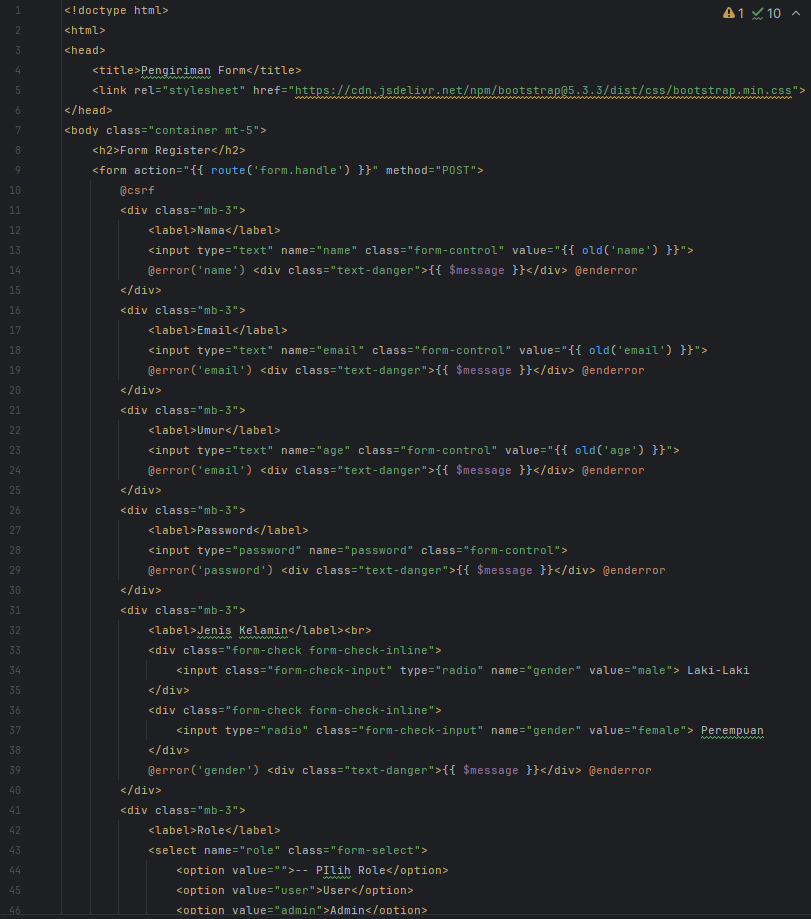 1 <!doctype html>
2 <html>
3 <head>
4 <title>Pengiriman Form</title>
5 <link rel="stylesheet" href="https://cdn.jsdelivr.net/npm/bootstrap@5.3.3/dist/css/bootstrap.min.css">
6 </head>
7 <body class="container mt-5">
8 <h2>Form Register</h2>
9 <form action="{{ route('form.handle') }}" method="POST">
10 @csrf
11 <div class="mb-3">
12 <label>Nama</label>
13 <input type="text" name="name" class="form-control" value="{{ old('name') }}">
14 @error('name') <div class="text-danger">{{ $message }}</div> @enderror
15 </div>
16 <div class="mb-3">
17 <label>Email</label>
18 <input type="text" name="email" class="form-control" value="{{ old('email') }}">
19 @error('email') <div class="text-danger">{{ $message }}</div> @enderror
20 </div>
21 <div class="mb-3">
22 <label>Umur</label>
23 <input type="text" name="age" class="form-control" value="{{ old('age') }}">
24 @error('email') <div class="text-danger">{{ $message }}</div> @enderror
25 </div>
26 <div class="mb-3">
27 <label>Password</label>
28 <input type="password" name="password" class="form-control">
29 @error('password') <div class="text-danger">{{ $message }}</div> @enderror
30 </div>
31 <div class="mb-3">
32 <label>Jenis Kelamin</label><br>
33 <div class="form-check form-check-inline">
34 <input class="form-check-input" type="radio" name="gender" value="male"> Laki-Laki
35 </div>
36 <div class="form-check form-check-inline">
37 <input type="radio" class="form-check-input" name="gender" value="female"> Perempuan
38 </div>
39 @error('gender') <div class="text-danger">{{ $message }}</div> @enderror
40 </div>
41 <div class="mb-3">
42 <label>Role</label>
43 <select name="role" class="form-select">
44 <option value="">-- PIlih Role</option>
45 <option value="user">User</option>
46 <option value="admin">Admin</option>
1 10